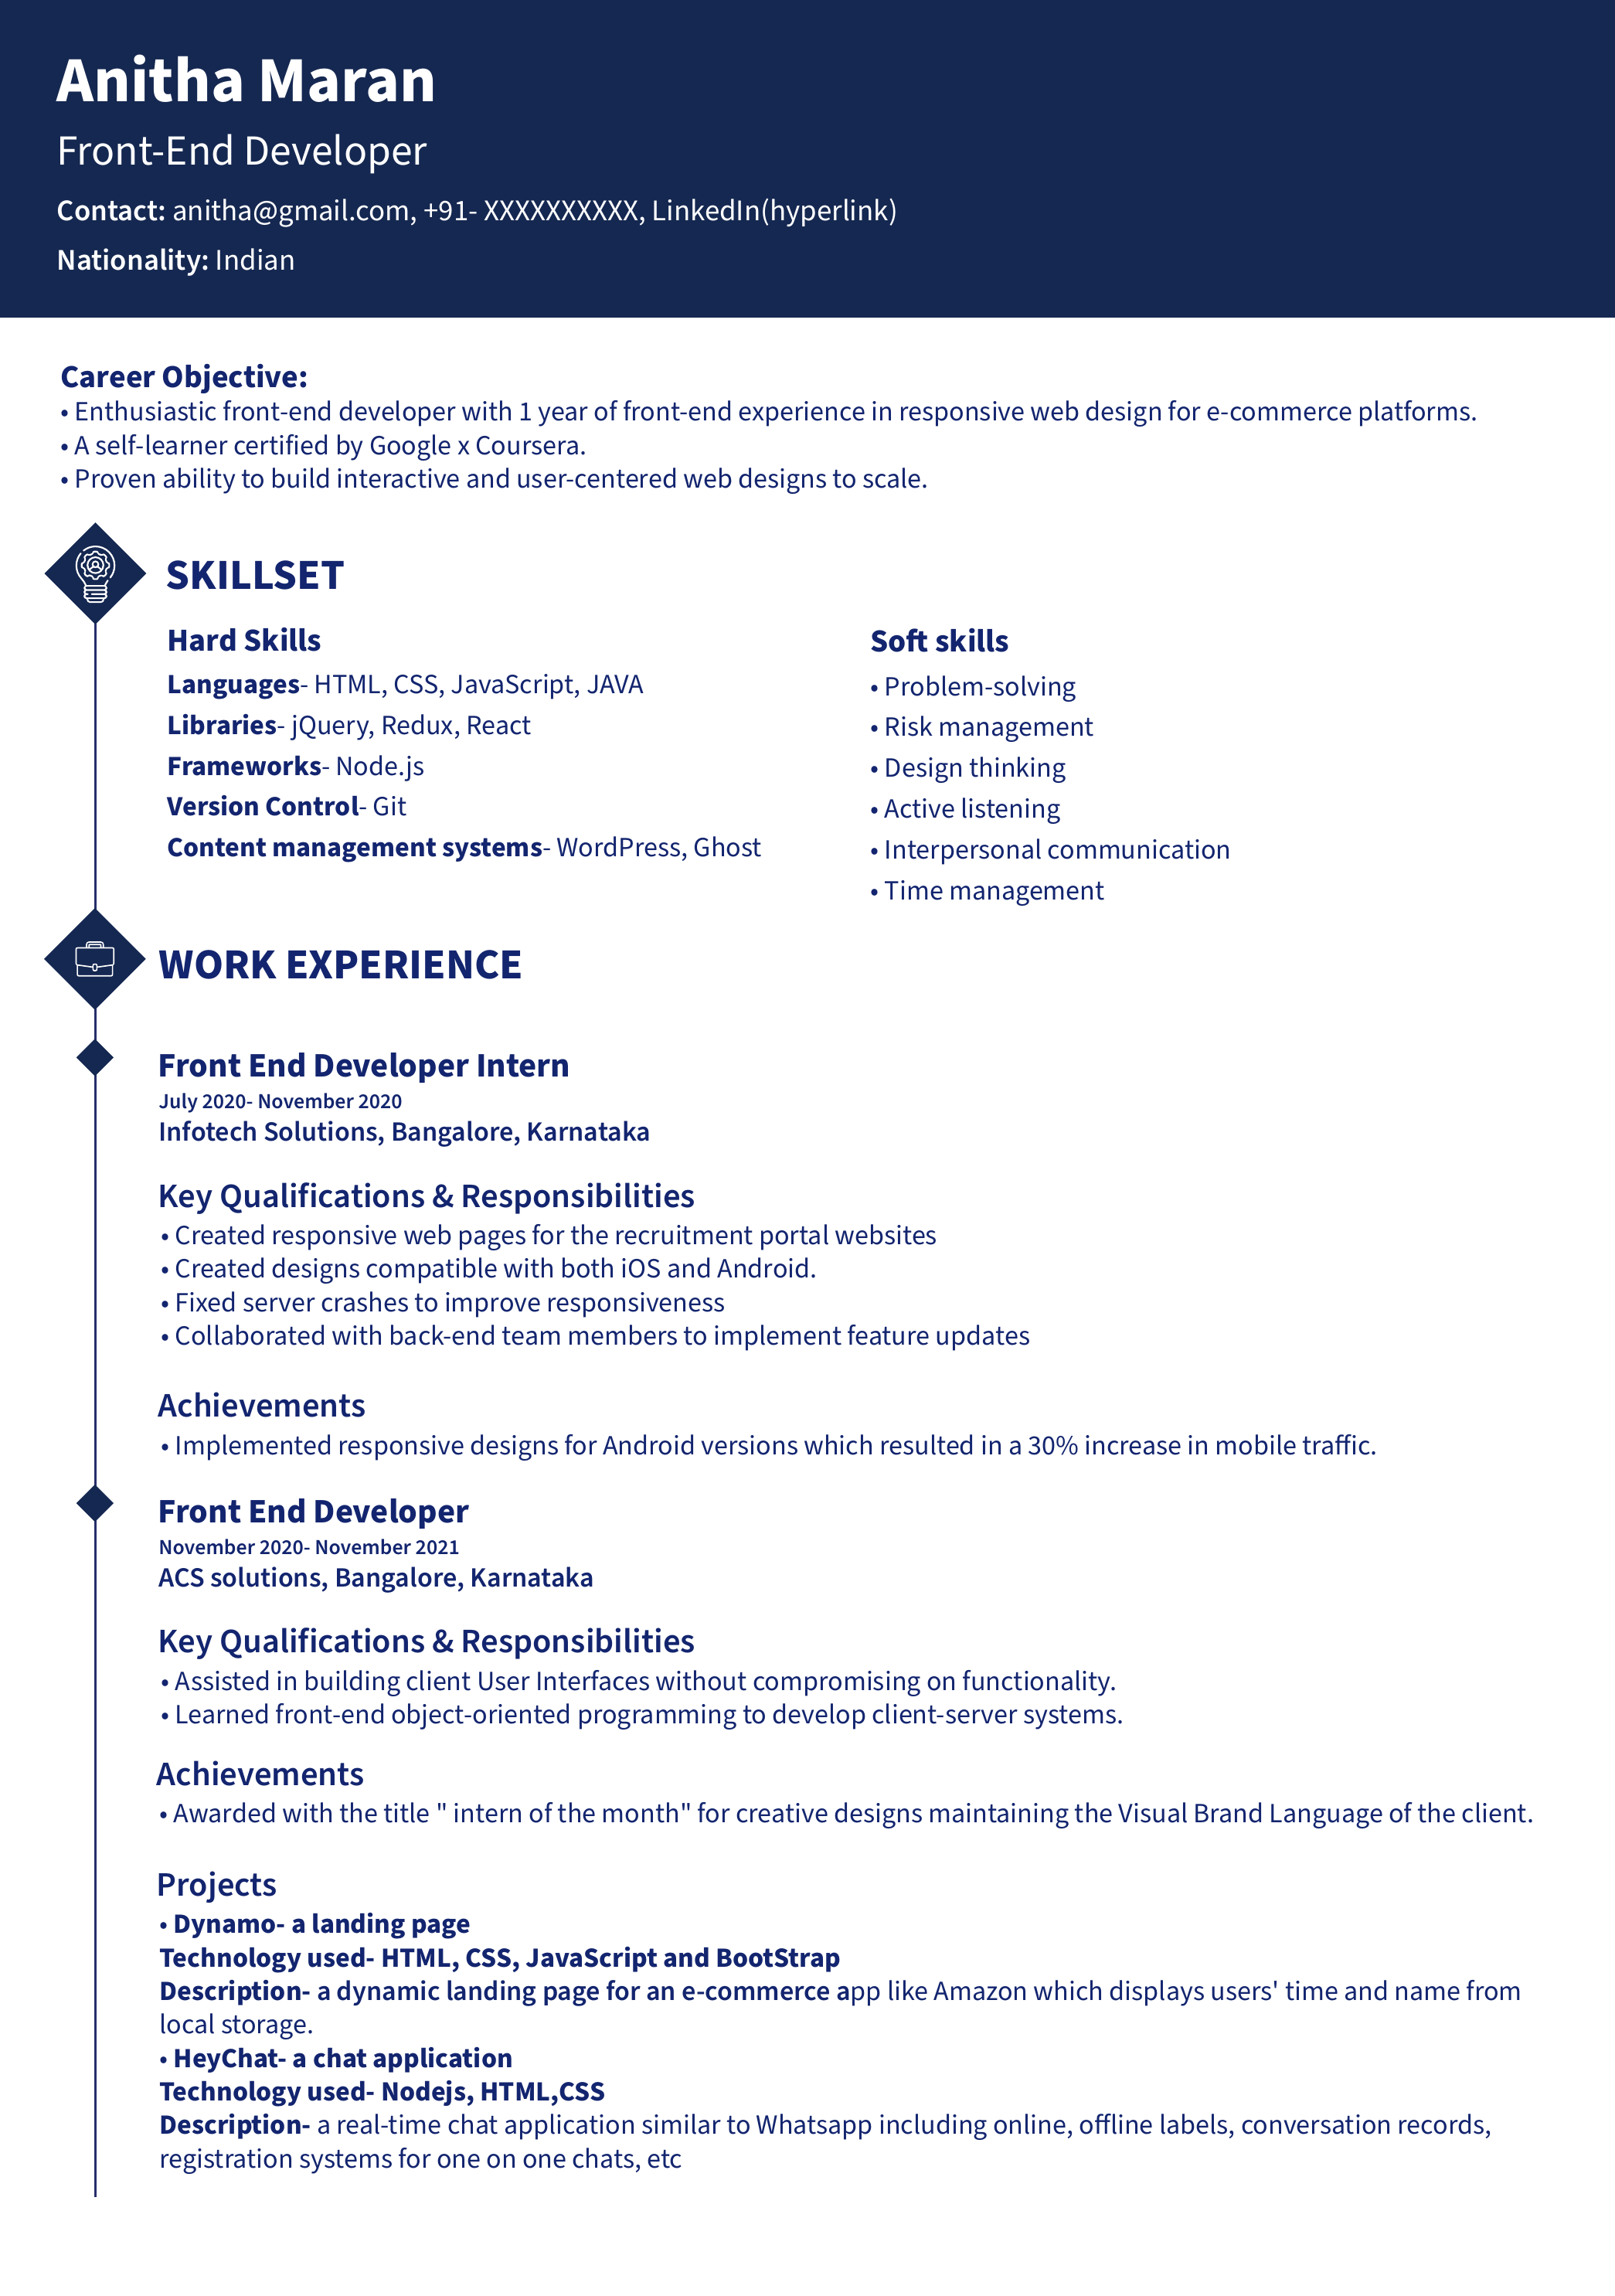 Anitha Maran
Front-End Developer
Contact: anitha@gmail.com, +91- XXXXXXXXXX, LinkedIn(hyperlink)
Nationality: Indian
Career Objective:
• Enthusiastic front-end developer with 1 year of front-end experience in responsive web design for e-commerce platforms.
• A self-learner certified by Google x Coursera.
• Proven ability to build interactive and user-centered web designs to scale.
SKILLSET
Hard Skills
Languages- HTML, CSS, JavaScript, JAVA
Libraries- jQuery, Redux, React
Frameworks- Node.js
Version Control- Git
Content management systems- WordPress, Ghost
Soft skills
• Problem-solving
• Risk management
• Design thinking
• Active listening
• Interpersonal communication
• Time management
WORK EXPERIENCE
Front End Developer Intern
July 2020- November 2020
Infotech Solutions, Bangalore, Karnataka
Key Qualifications & Responsibilities
• Created responsive web pages for the recruitment portal websites
• Created designs compatible with both iOS and Android.
• Fixed server crashes to improve responsiveness
• Collaborated with back-end team members to implement feature updates
Achievements
• Implemented responsive designs for Android versions which resulted in a 30% increase in mobile traffic.
Front End Developer
November 2020- November 2021
ACS solutions, Bangalore, Karnataka
Key Qualifications & Responsibilities
• Assisted in building client User Interfaces without compromising on functionality.
• Learned front-end object-oriented programming to develop client-server systems.
Achievements
• Awarded with the title " intern of the month" for creative designs maintaining the Visual Brand Language of the client.
Projects
• Dynamo- a landing page
Technology used- HTML, CSS, JavaScript and BootStrap
Description- a dynamic landing page for an e-commerce app like Amazon which displays users' time and name from
local storage.
• HeyChat- a chat application
Technology used- Nodejs, HTML,CSS
Description- a real-time chat application similar to Whatsapp including online, offline labels, conversation records,
registration systems for one on one chats, etc